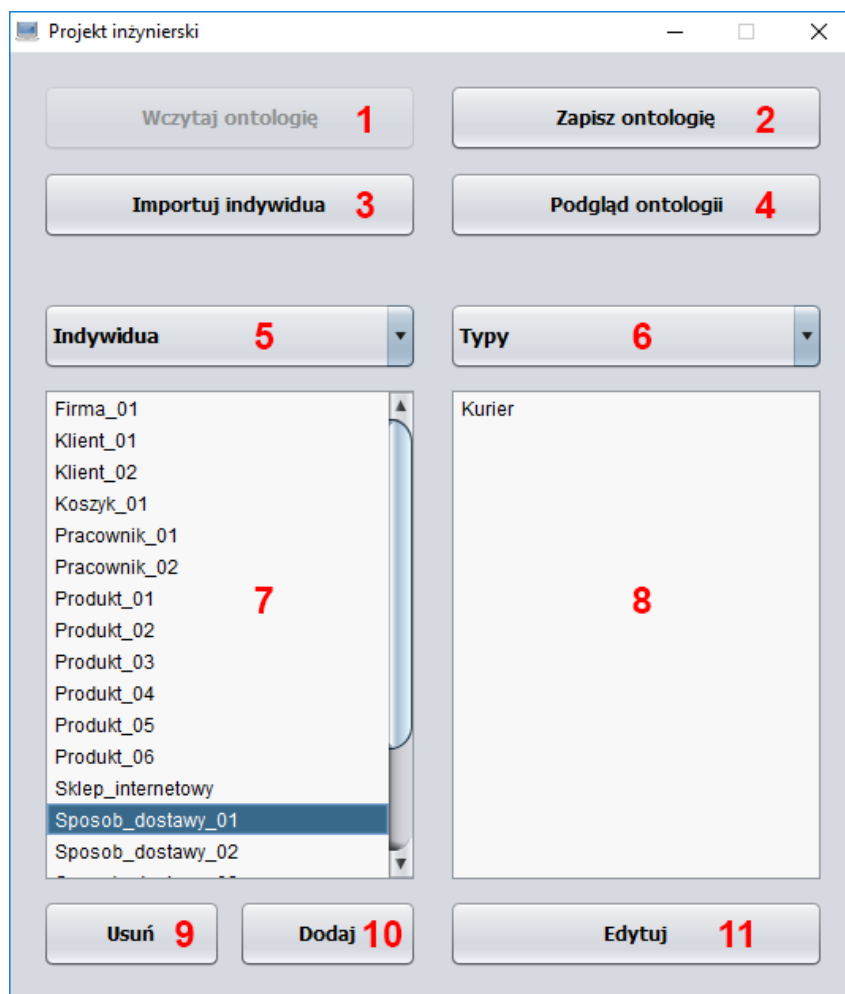 Projekt inżynierski
Wczytaj ontologię 1
Zapisz ontologię 2
Importuj indywidua 3
Podgląd ontologii 4
Indywidua 5
Typy 6
Firma_01
Klient_01
Klient_02
Koszyk_01
Pracownik_01
Pracownik_02
Produkt_01
Produkt_02
Produkt_03
Produkt_04
Produkt_05
Produkt_06
Sklep_internetowy
Sposob_dostawy_01
Sposob_dostawy_02
7
Kurier
8
Usuń 9
Dodaj 10
Edytuj 11